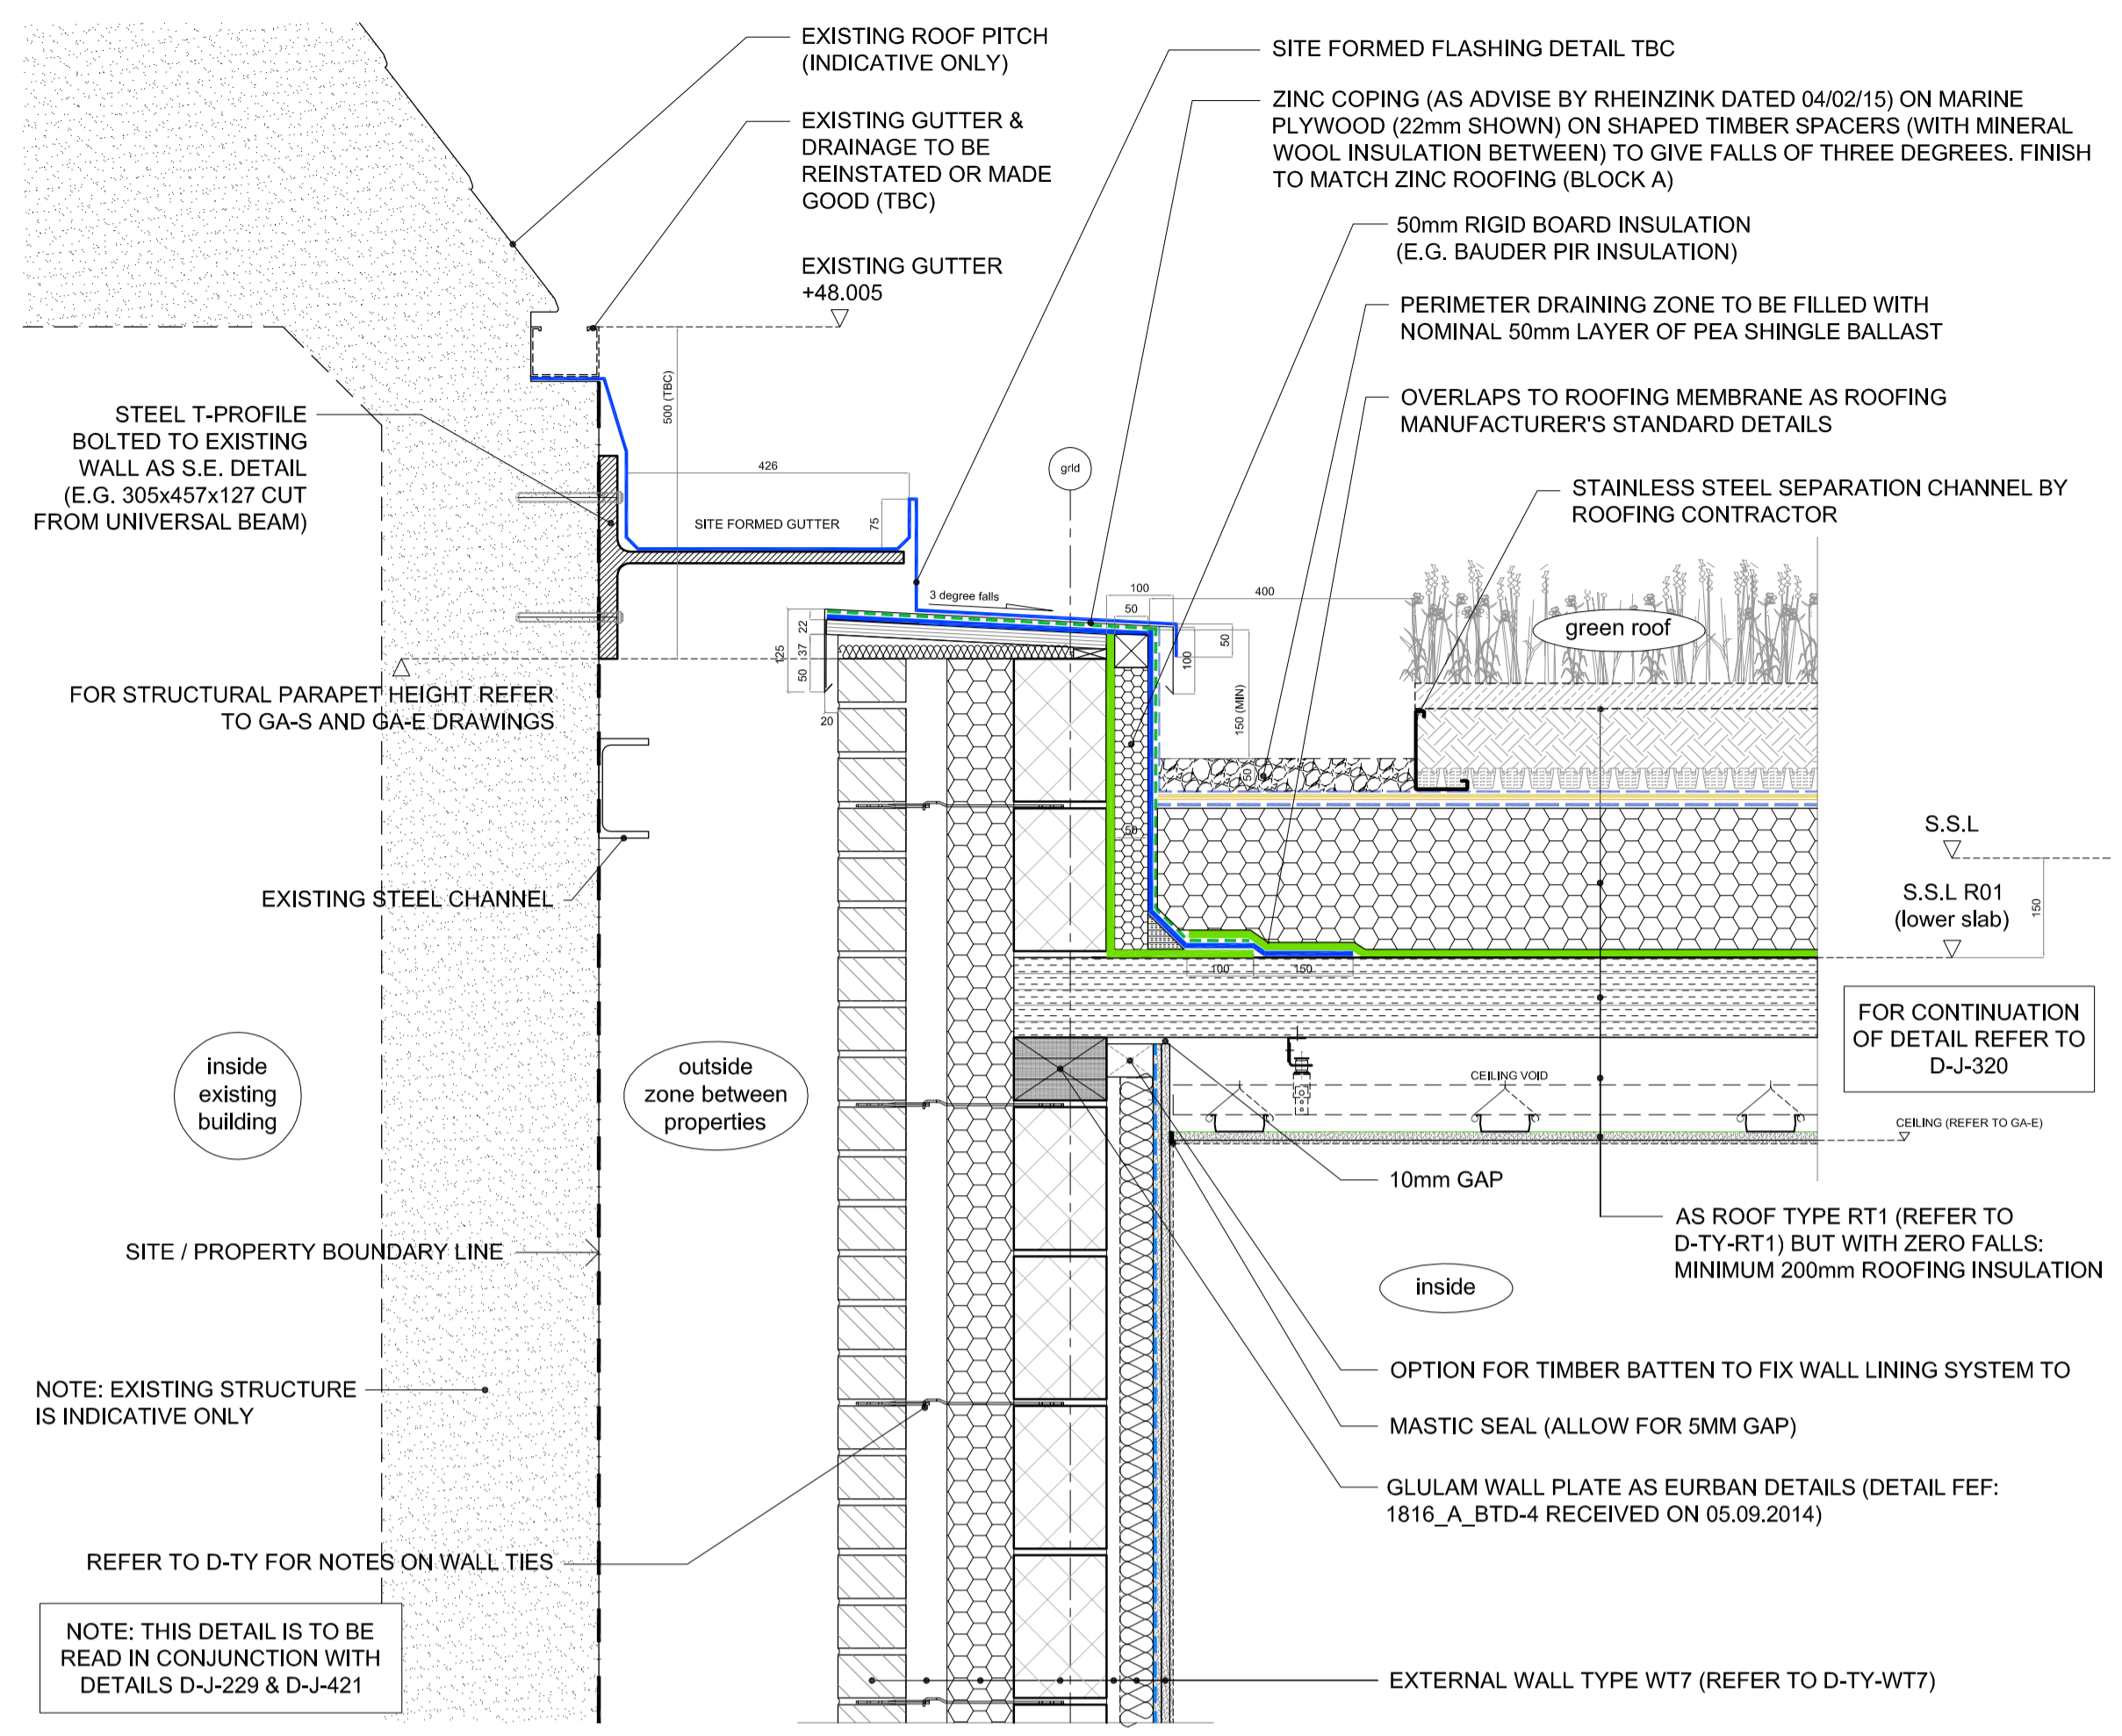 EXISTING ROOF PITCH
(INDICATIVE ONLY)
EXISTING GUTTER &
DRAINAGE TO BE
REINSTATED OR MADE
GOOD (TBC)
EXISTING GUTTER
+48.005
SITE FORMED FLASHING DETAIL TBC
ZINC COPING (AS ADVISE BY RHEINZINK DATED 04/02/15) ON MARINE
PLYWOOD (22mm SHOWN) ON SHAPED TIMBER SPACERS (WITH MINERAL
WOOL INSULATION BETWEEN) TO GIVE FALLS OF THREE DEGREES. FINISH
TO MATCH ZINC ROOFING (BLOCK A)
50mm RIGID BOARD INSULATION
(E.G. BAUDER PIR INSULATION)
PERIMETER DRAINING ZONE TO BE FILLED WITH
NOMINAL 50mm LAYER OF PEA SHINGLE BALLAST
OVERLAPS TO ROOFING MEMBRANE AS ROOFING
MANUFACTURER'S STANDARD DETAILS
STAINLESS STEEL SEPARATION CHANNEL BY
ROOFING CONTRACTOR
STEEL T-PROFILE
BOLTED TO EXISTING
WALL AS S.E. DETAIL
(E.G. 305x457x127 CUT
FROM UNIVERSAL BEAM)
500 (TBC)
426
75
SITE FORMED GUTTER
grid
3 degree falls
100
50
400
50
100
150 (MIN)
50
50
125
22
37
50
20
green roof
FOR STRUCTURAL PARAPET HEIGHT REFER
TO GA-S AND GA-E DRAWINGS
EXISTING STEEL CHANNEL
S.S.L
S.S.L R01
(lower slab)
150
100
150
FOR CONTINUATION
OF DETAIL REFER TO
D-J-320
inside
existing
building
outside
zone between
properties
CEILING VOID
CEILING (REFER TO GA-E)
10mm GAP
AS ROOF TYPE RT1 (REFER TO
D-TY-RT1) BUT WITH ZERO FALLS:
MINIMUM 200mm ROOFING INSULATION
SITE / PROPERTY BOUNDARY LINE
inside
OPTION FOR TIMBER BATTEN TO FIX WALL LINING SYSTEM TO
NOTE: EXISTING STRUCTURE
IS INDICATIVE ONLY
MASTIC SEAL (ALLOW FOR 5MM GAP)
GLULAM WALL PLATE AS EURBAN DETAILS (DETAIL FEF:
1816_A_BTD-4 RECEIVED ON 05.09.2014)
REFER TO D-TY FOR NOTES ON WALL TIES
NOTE: THIS DETAIL IS TO BE
READ IN CONJUNCTION WITH
DETAILS D-J-229 & D-J-421
EXTERNAL WALL TYPE WT7 (REFER TO D-TY-WT7)